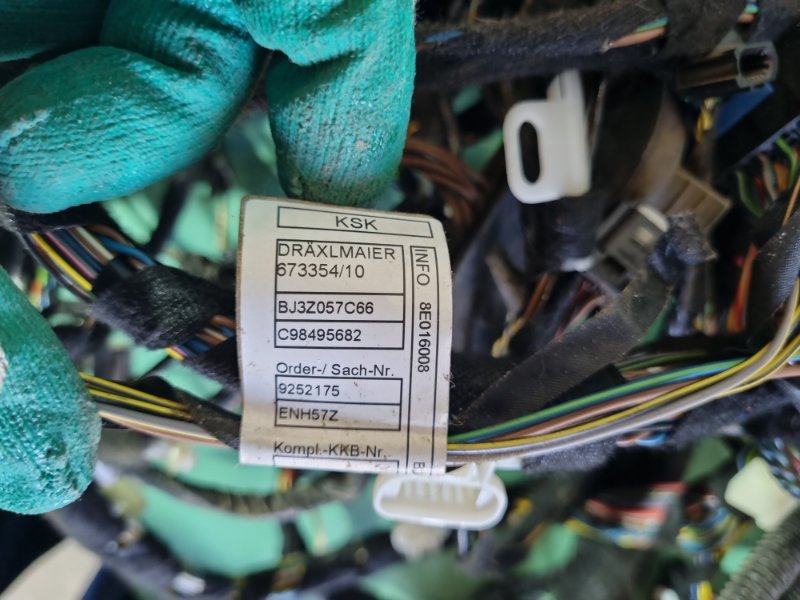 KSK
DRÄXLMAIER
673354/10
BJ3Z057C66
C98495682
Order-/ Sach-Nr.
9252175
ENH57Z
Kompl.-KKB-Nr.
INFO 8E016008